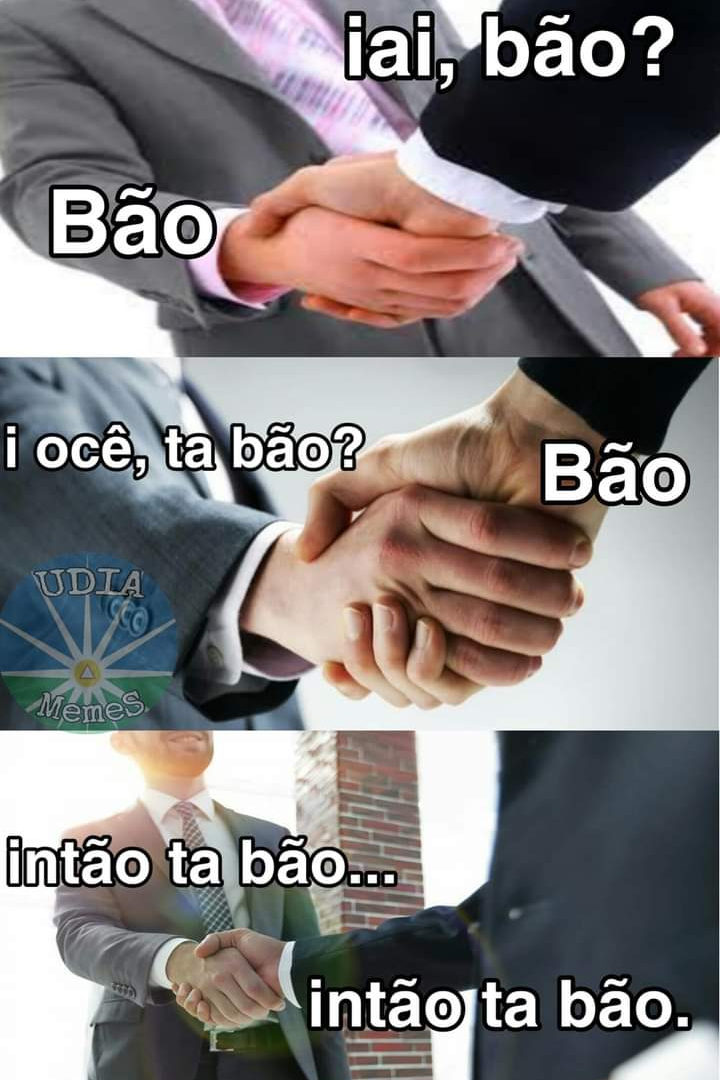 iai, bão?
Bão
i ocê, ta bão?
Bão
UDIA
Memes
intão ta bão...
intão ta bão.